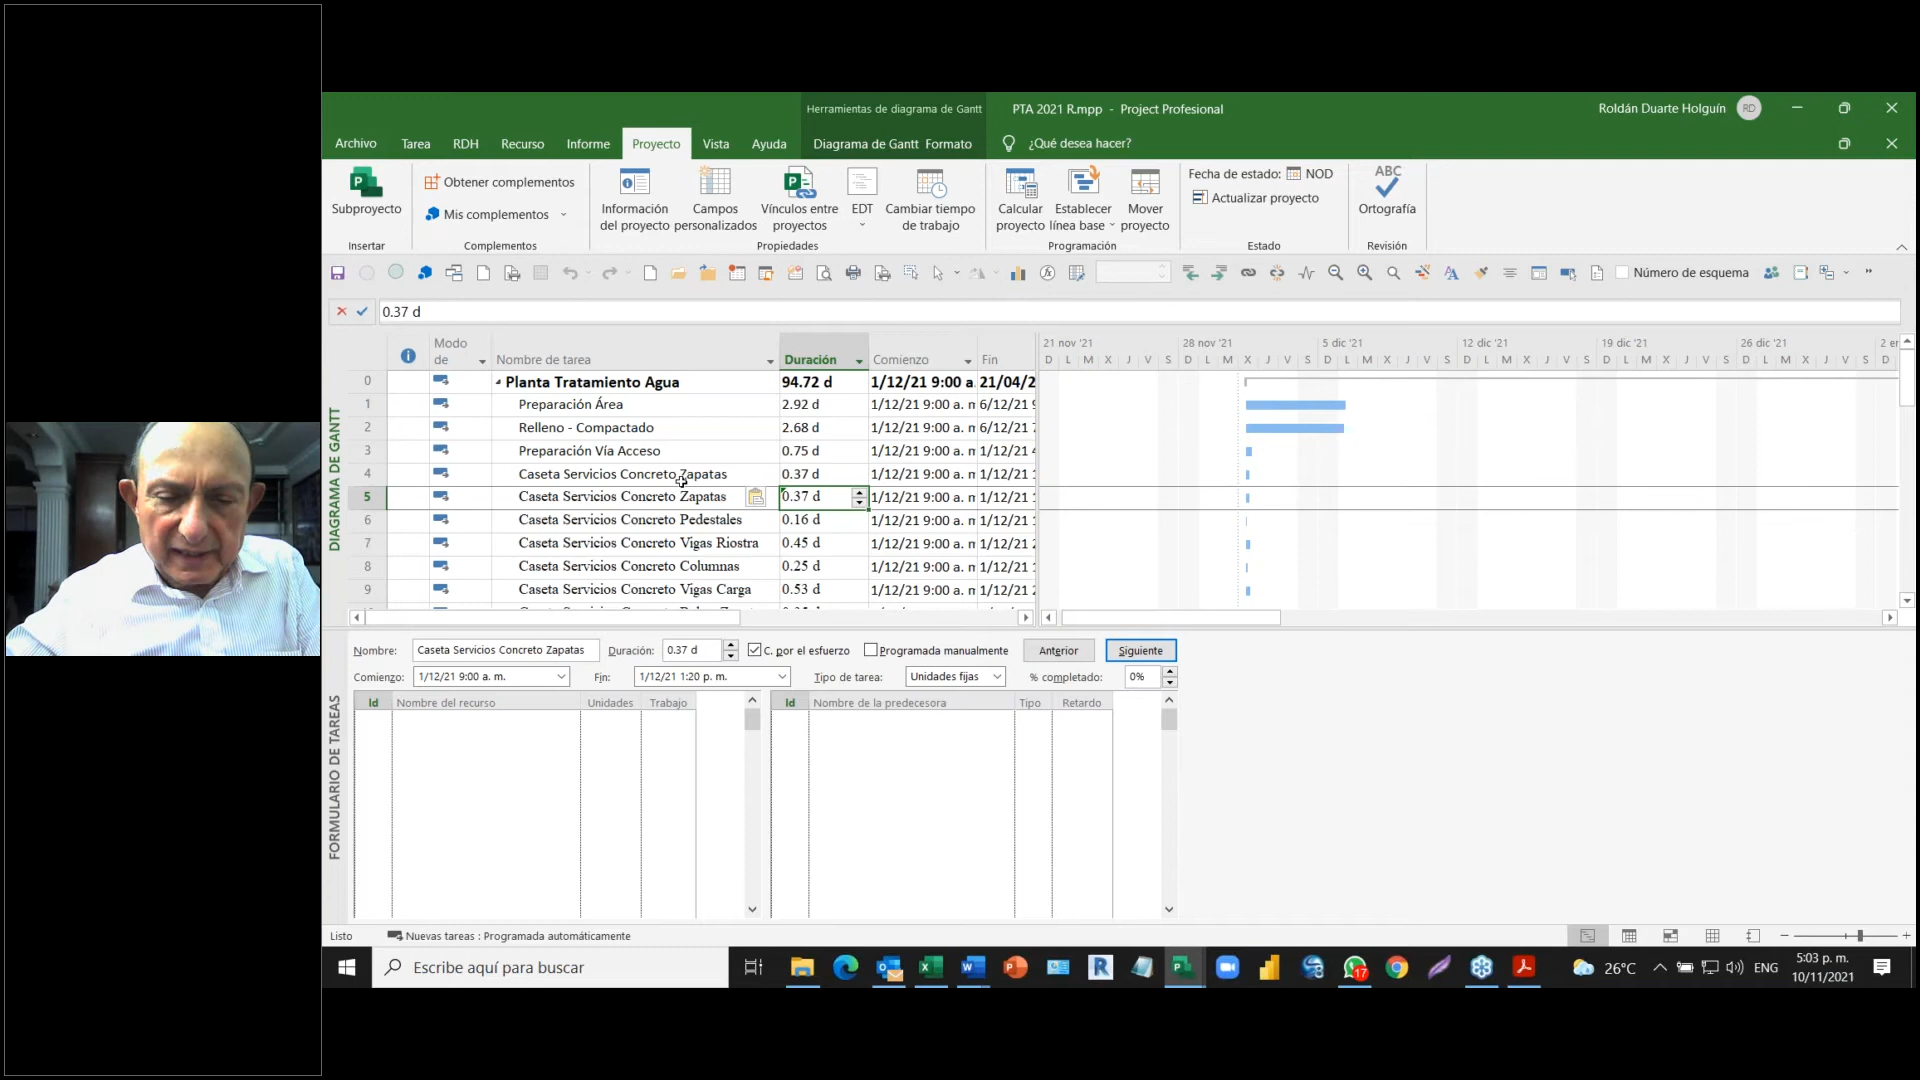 Herramientas de diagrama de Gantt
PTA 2021 R.mpp - Project Profesional
Roldán Duarte Holguín
RD
Archivo
Tarea
RDH
Recurso
Informe
Proyecto
Vista
Ayuda
Diagrama de Gantt Formato
¿Qué desea hacer?
Subproyecto
Insertar
Obtener complementos
Mis complementos
Complementos
Información del proyecto
Campos personalizados
Vínculos entre proyectos
EDT
Cambiar tiempo de trabajo
Propiedades
Calcular proyecto
Establecer línea base
Mover proyecto
Programación
Fecha de estado: NOD
Actualizar proyecto
Estado
ABC
Ortografía
Revisión
Número de esquema
0.37 d
DIAGRAMA DE GANTT
Modo de
Nombre de tarea
Duración
Comienzo
Fin
21 nov '21
28 nov '21
5 dic '21
12 dic '21
19 dic '21
26 dic '21
2 er
D L M X J V S D L M X J V S D L M X J V S D L M X J V S D L M X J V S D L M X J V S D
0 Planta Tratamiento Agua 94.72 d 1/12/21 9:00 a. 21/04/2
1 Preparación Área 2.92 d 1/12/21 9:00 a. m 6/12/21 9
2 Relleno - Compactado 2.68 d 1/12/21 9:00 a. m 6/12/21 7
3 Preparación Vía Acceso 0.75 d 1/12/21 9:00 a. m 1/12/21 4
4 Caseta Servicios Concreto Zapatas 0.37 d 1/12/21 9:00 a. m 1/12/21 1
5 Caseta Servicios Concreto Zapatas 0.37 d 1/12/21 9:00 a. m 1/12/21 1
6 Caseta Servicios Concreto Pedestales 0.16 d 1/12/21 9:00 a. m 1/12/21 1
7 Caseta Servicios Concreto Vigas Riostra 0.45 d 1/12/21 9:00 a. m 1/12/21 2
8 Caseta Servicios Concreto Columnas 0.25 d 1/12/21 9:00 a. m 1/12/21 1
9 Caseta Servicios Concreto Vigas Carga 0.53 d 1/12/21 9:00 a. m 1/12/21 2
FORMULARIO DE TAREAS
Nombre: Caseta Servicios Concreto Zapatas Duración: 0.37 d C. por el esfuerzo Programada manualmente Anterior Siguiente
Comienzo: 1/12/21 9:00 a. m. Fin: 1/12/21 1:20 p. m. Tipo de tarea: Unidades fijas % completado: 0%
Id Nombre del recurso Unidades Trabajo
Id Nombre de la predecesora Tipo Retardo
Listo
Nuevas tareas : Programada automáticamente
Escribe aquí para buscar
17
26°C
ENG
5:03 p. m.
10/11/2021